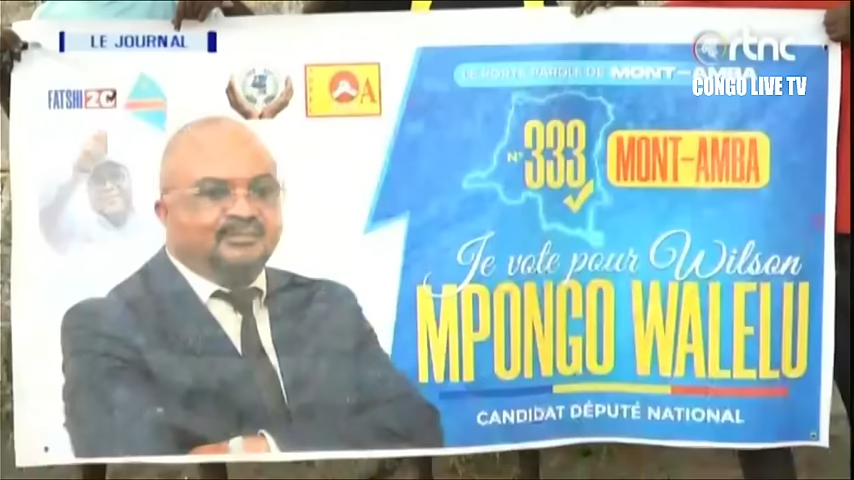 LE JOURNAL
rtnc
CONGO LIVE TV
FATSHI 20
A
LE PORTE PAROLE DE MONT-AMBA
N° 333
MONT-AMBA
Je vote pour Wilson
MPONGO WALELU
CANDIDAT DÉPUTÉ NATIONAL